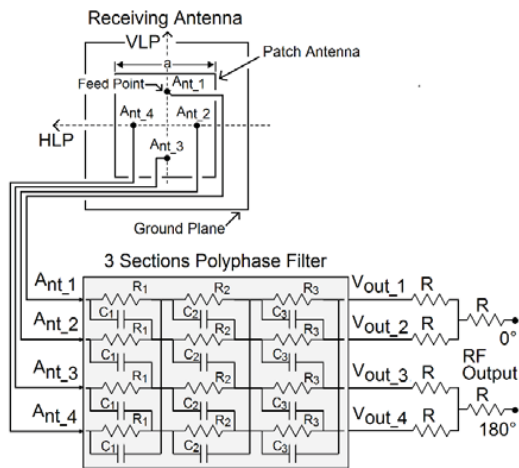 Receiving Antenna
VLP
Patch Antenna
a
Feed Point
Ant_1
Ant_4
Ant_2
HLP
Ant_3
Ground Plane
3 Sections Polyphase Filter
Ant_1
R1
R2
R3
Vout_1
R
C1
C2
C3
R
0°
Ant_2
R1
R2
R3
Vout_2
R
C1
C2
C3
RF
Output
Ant_3
R1
R2
R3
Vout_3
R
C1
C2
C3
R
180°
Ant_4
R1
R2
R3
Vout_4
R
C1
C2
C3